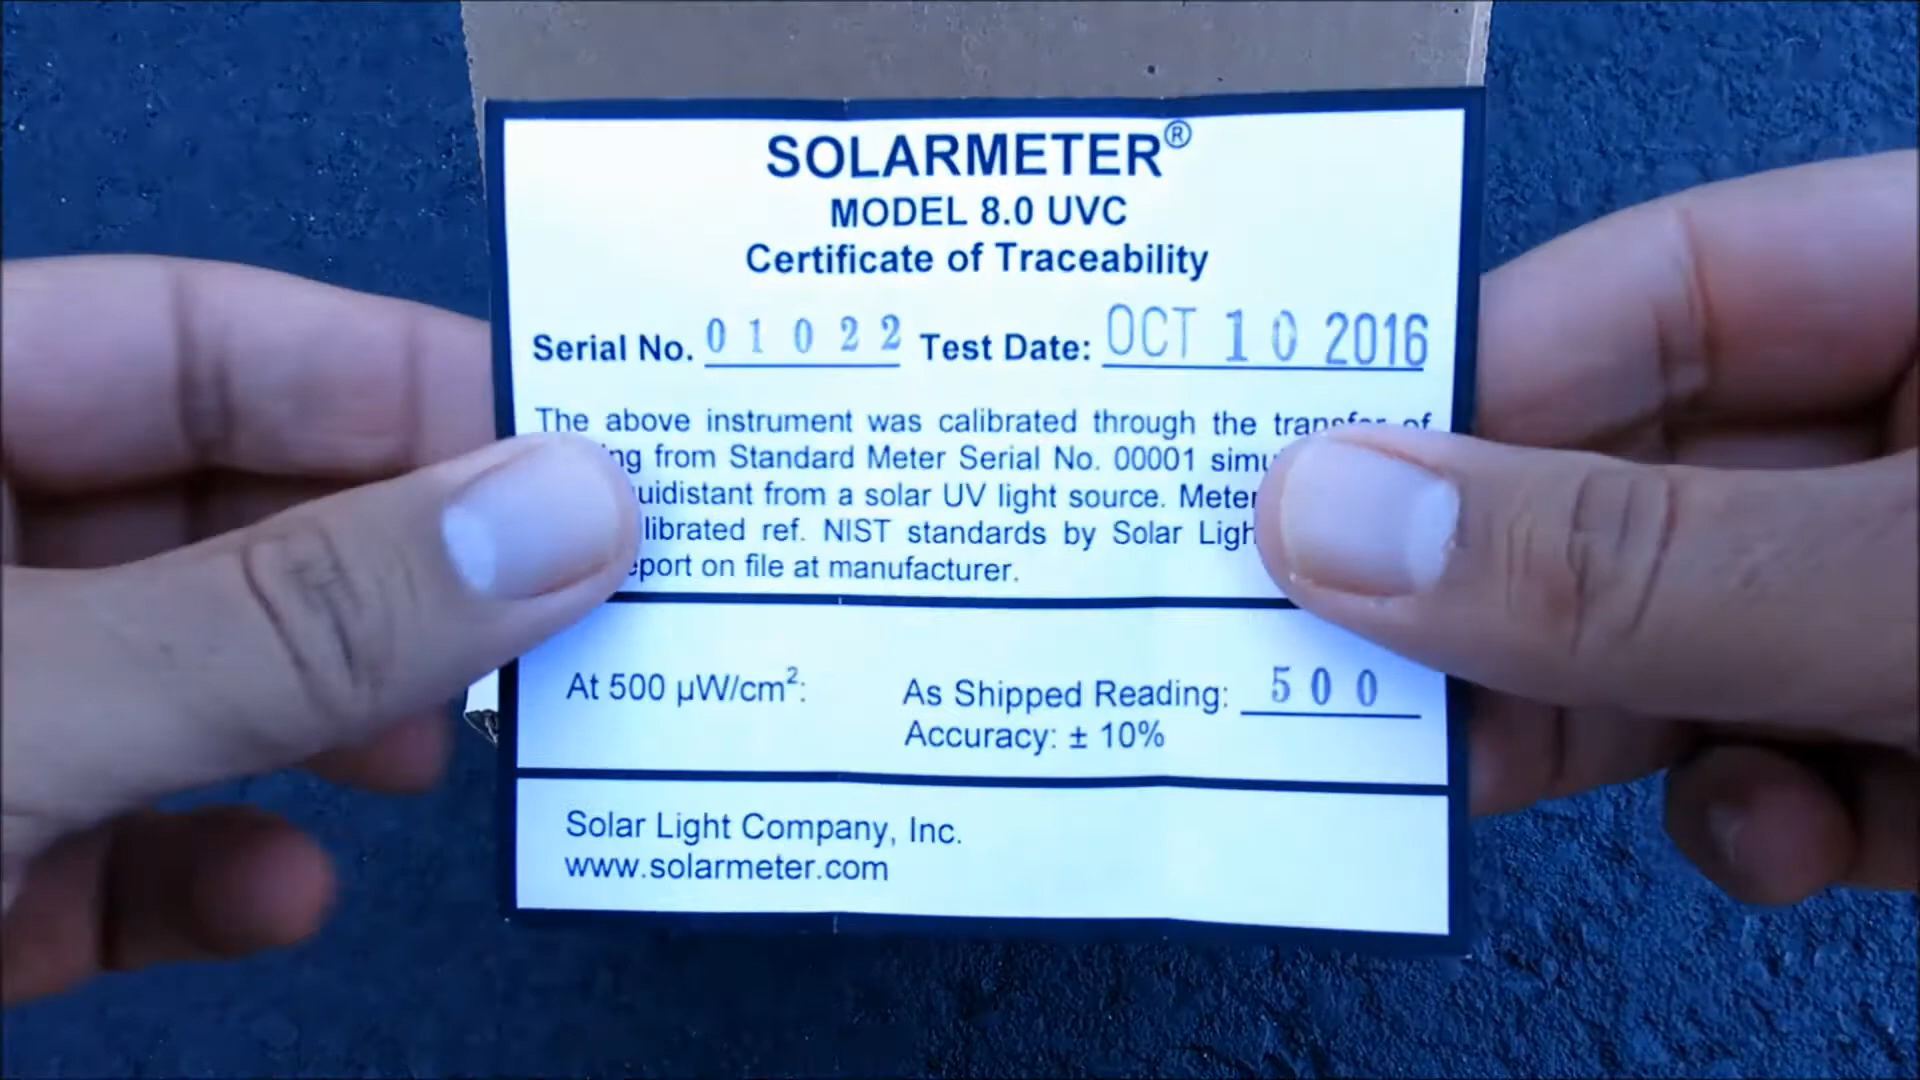 SOLARMETER®
MODEL 8.0 UVC
Certificate of Traceability
Serial No. 01022 Test Date: OCT 10 2016
The above instrument was calibrated through the transfer of
from Standard Meter Serial No. 00001
from a solar UV light source. Meter
ref. NIST standards by Solar
on file at manufacturer.
At 500 µW/cm²: As Shipped Reading: 500
Accuracy: ± 10%
Solar Light Company, Inc.
www.solarmeter.com